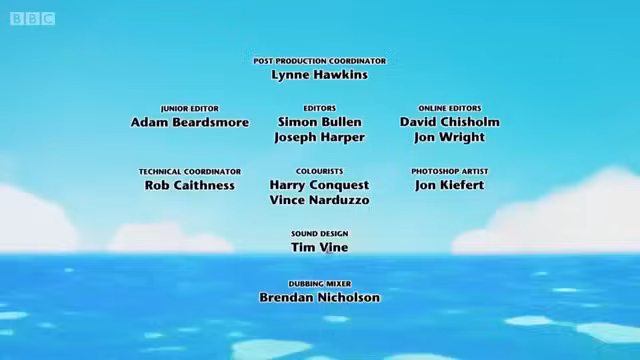 BBC
POST PRODUCTION COORDINATOR
Lynne Hawkins
JUNIOR EDITOR
Adam Beardsmore
EDITORS
Simon Bullen
Joseph Harper
ONLINE EDITORS
David Chisholm
Jon Wright
TECHNICAL COORDINATOR
Rob Caithness
COLOURISTS
Harry Conquest
Vince Narduzzo
PHOTOSHOP ARTIST
Jon Kiefert
SOUND DESIGN
Tim Vine
DUBBING MIXER
Brendan Nicholson